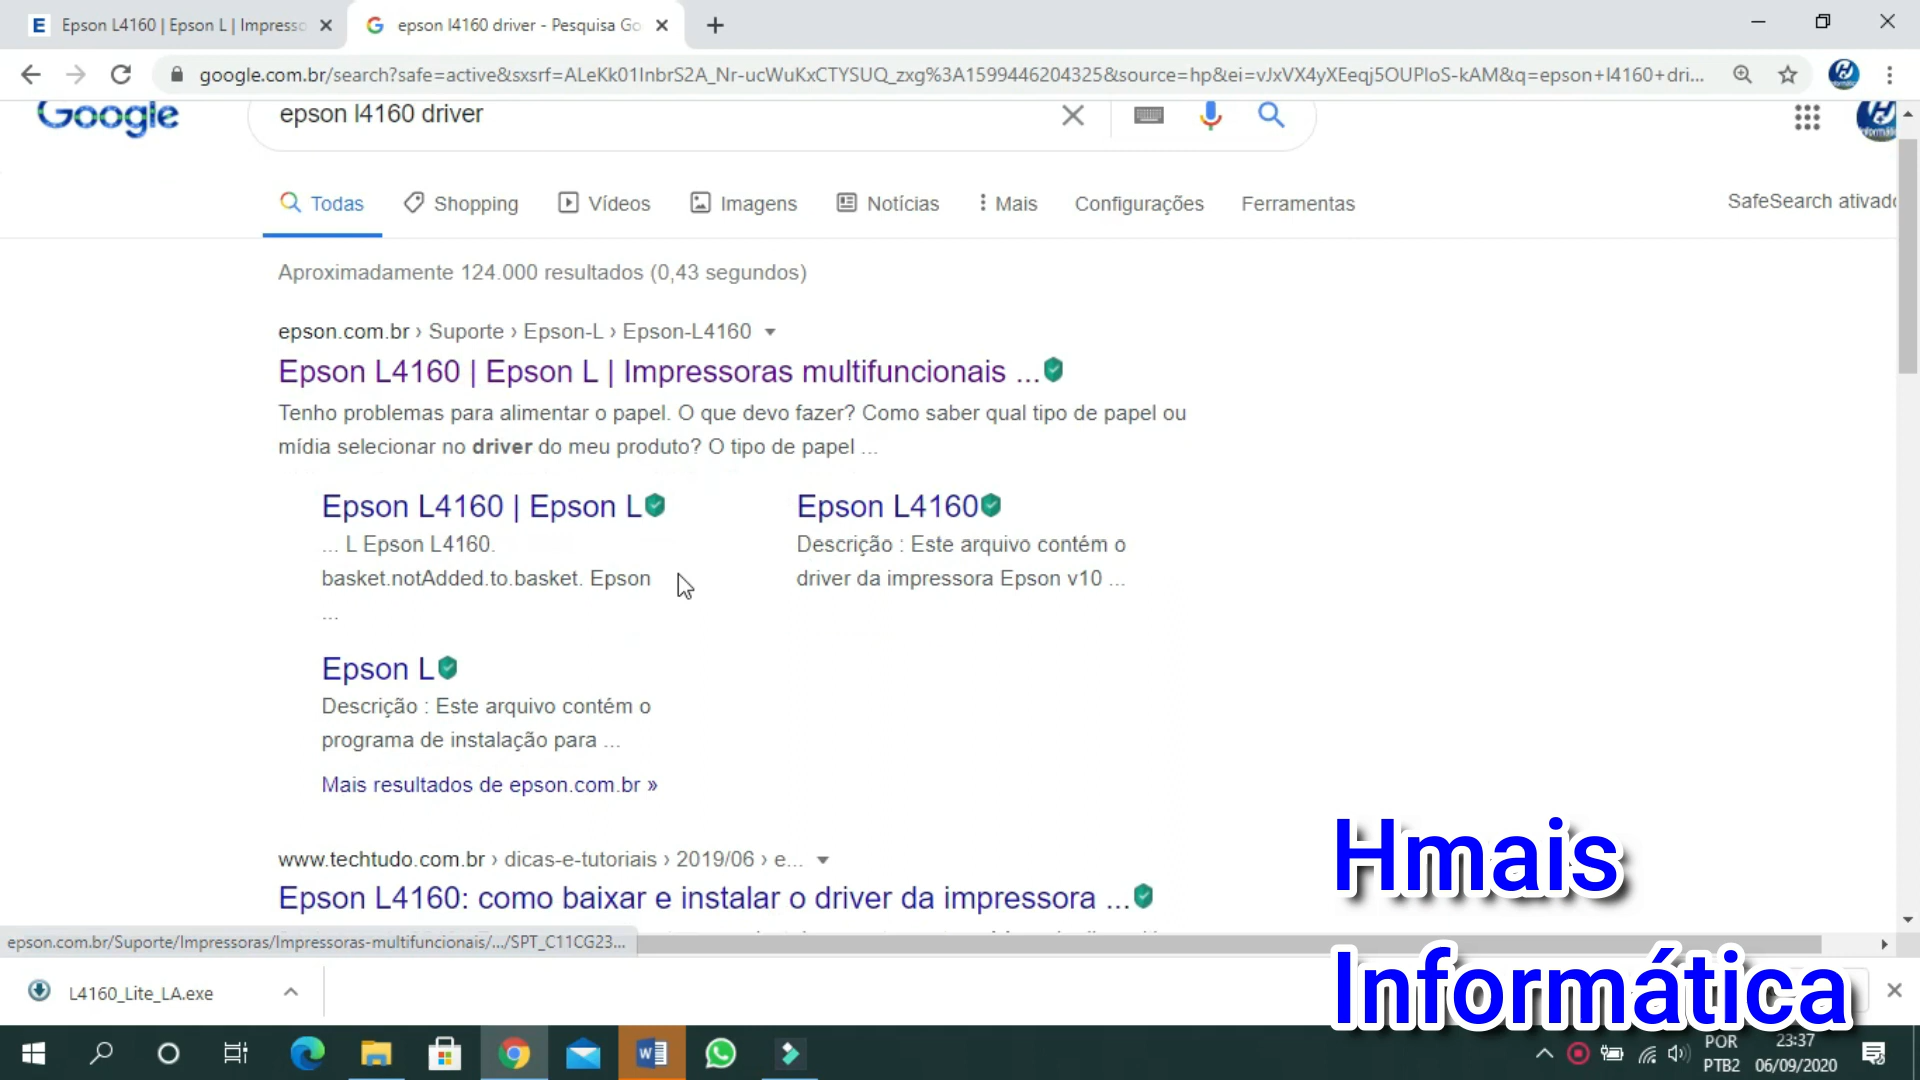 Epson L4160 | Epson L | Impresso
epson l4160 driver - Pesquisa Go
google.com.br/search?safe=active&sxsrf=ALeKk01InbrS2A_Nr-ucWuKxCTYSUQ_zxg%3A1599446204325&source=hp&ei=vJxVX4yXEeqj5OUPloS-kAM&q=epson+l4160+dri...
Google
epson l4160 driver
Todas
Shopping
Vídeos
Imagens
Notícias
Mais
Configurações
Ferramentas
SafeSearch ativado
Aproximadamente 124.000 resultados (0,43 segundos)
epson.com.br › Suporte › Epson-L › Epson-L4160
Epson L4160 | Epson L | Impressoras multifuncionais ...
Tenho problemas para alimentar o papel. O que devo fazer? Como saber qual tipo de papel ou
mídia selecionar no driver do meu produto? O tipo de papel ...
Epson L4160 | Epson L
... L Epson L4160.
basket.notAdded.to.basket. Epson
...
Epson L4160
Descrição : Este arquivo contém o
driver da impressora Epson v10 ...
Epson L
Descrição : Este arquivo contém o
programa de instalação para ...
Mais resultados de epson.com.br »
www.techtudo.com.br › dicas-e-tutoriais › 2019/06 › e...
Epson L4160: como baixar e instalar o driver da impressora ...
epson.com.br/Suporte/Impressoras/Impressoras-multifuncionais/.../SPT_C11CG23...
L4160_Lite_LA.exe
Hmais
Informática
POR
PTB2
23:37
06/09/2020